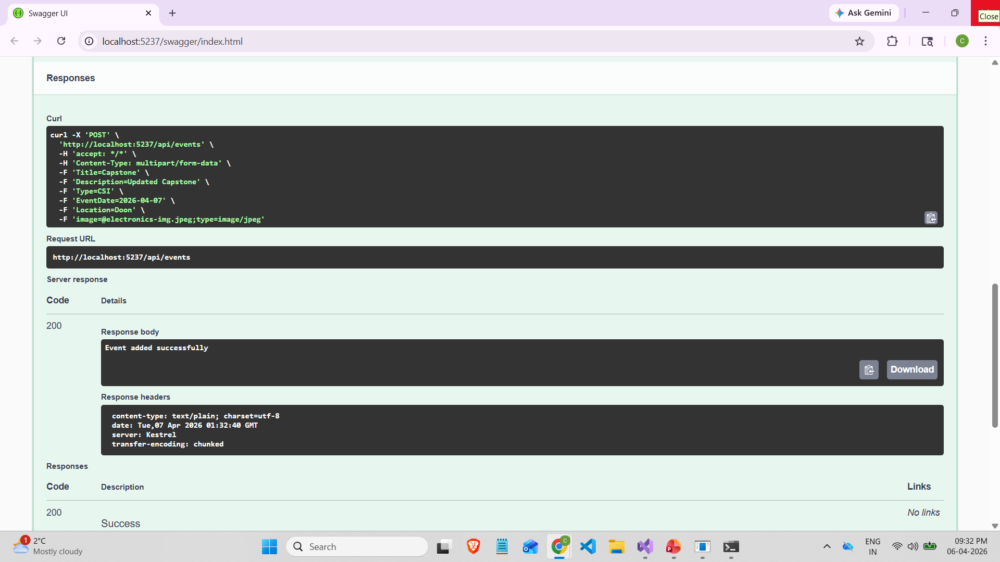 Swagger UI
Ask Gemini
Close
localhost:5237/swagger/index.html
C
Responses
Curl
curl -X 'POST' \
'http://localhost:5237/api/events' \
-H 'accept: */*' \
-H 'Content-Type: multipart/form-data' \
-F 'Title=Capstone' \
-F 'Description=Updated Capstone' \
-F 'Type=CSI' \
-F 'EventDate=2026-04-07' \
-F 'Location=Doon' \
-F 'image=@electronics-img.jpeg;type=image/jpeg'
Request URL
http://localhost:5237/api/events
Server response
Code Details
200
Response body
Event added successfully
Download
Response headers
content-type: text/plain; charset=utf-8
date: Tue,07 Apr 2026 01:32:40 GMT
server: Kestrel
transfer-encoding: chunked
Responses
Code Description Links
200 No links
Success
1
2°C
Mostly cloudy
Search
C
ENG
IN
09:32 PM
06-04-2026